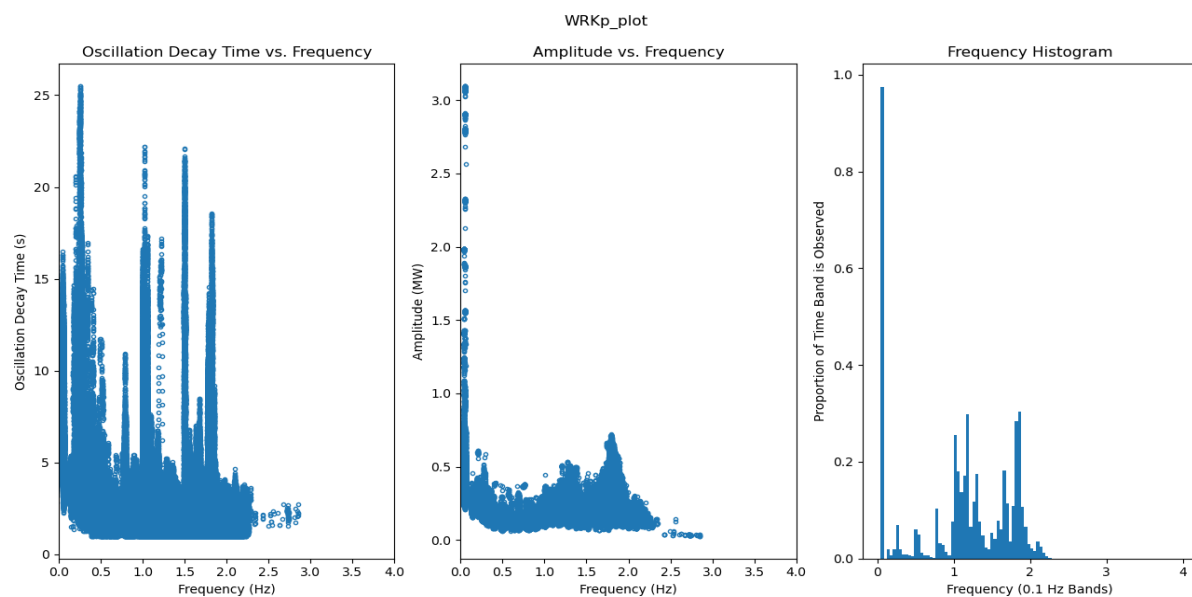 WRKp_plot
Oscillation Decay Time vs. Frequency
Oscillation Decay Time (s)
25
20
15
10
5
0
0.0 0.5 1.0 1.5 2.0 2.5 3.0 3.5 4.0
Frequency (Hz)
Amplitude vs. Frequency
Amplitude (MW)
3.0
2.5
2.0
1.5
1.0
0.5
0.0
0.0 0.5 1.0 1.5 2.0 2.5 3.0 3.5 4.0
Frequency (Hz)
Frequency Histogram
Proportion of Time Band is Observed
1.0
0.8
0.6
0.4
0.2
0.0
0 1 2 3 4
Frequency (0.1 Hz Bands)